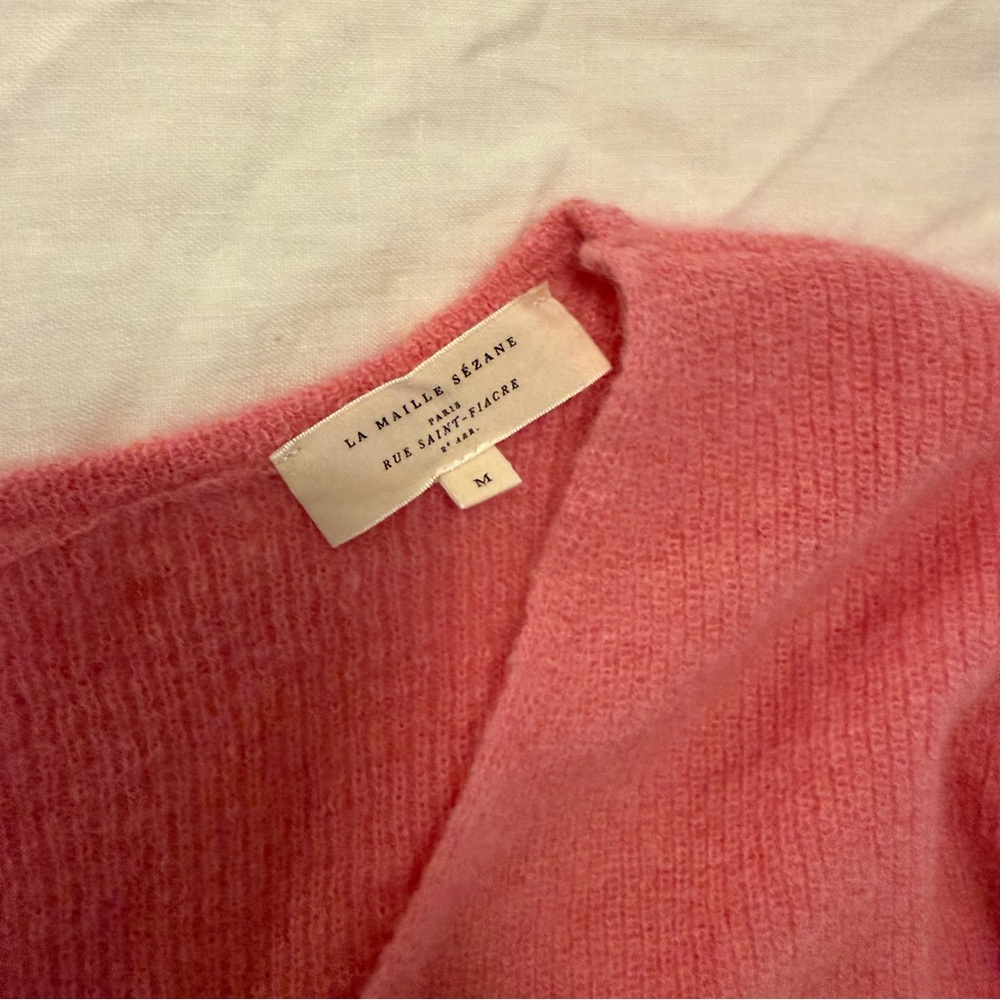 LA MAILLE SÉZANE
PARIS
RUE SAINT-FIACRE
2ᵉ ARR.
M